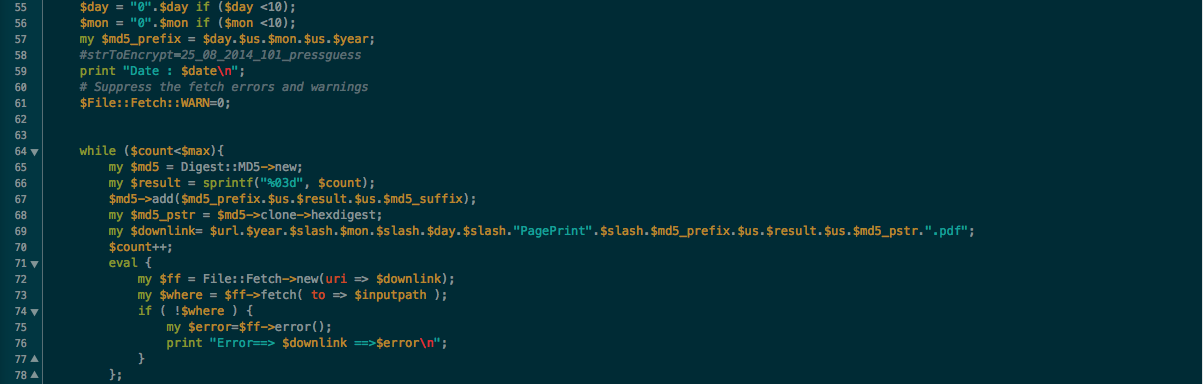 55 $day = "0".$day if ($day <10);
56 $mon = "0".$mon if ($mon <10);
57 my $md5_prefix = $day.$us.$mon.$us.$year;
58 #strToEncrypt=25_08_2014_101_pressguess
59 print "Date : $date\n";
60 # Suppress the fetch errors and warnings
61 $File::Fetch::WARN=0;
62
63
64 while ($count<$max){
65 my $md5 = Digest::MD5->new;
66 my $result = sprintf("%03d", $count);
67 $md5->add($md5_prefix.$us.$result.$us.$md5_suffix);
68 my $md5_pstr = $md5->clone->hexdigest;
69 my $downlink= $url.$year.$slash.$mon.$slash.$day.$slash."PagePrint".$slash.$md5_prefix.$us.$result.$us.$md5_pstr.".pdf";
70 $count++;
71 eval {
72 my $ff = File::Fetch->new(uri => $downlink);
73 my $where = $ff->fetch( to => $inputpath );
74 if ( !$where ) {
75 my $error=$ff->error();
76 print "Error==> $downlink ==>$error\n";
77 }
78 };